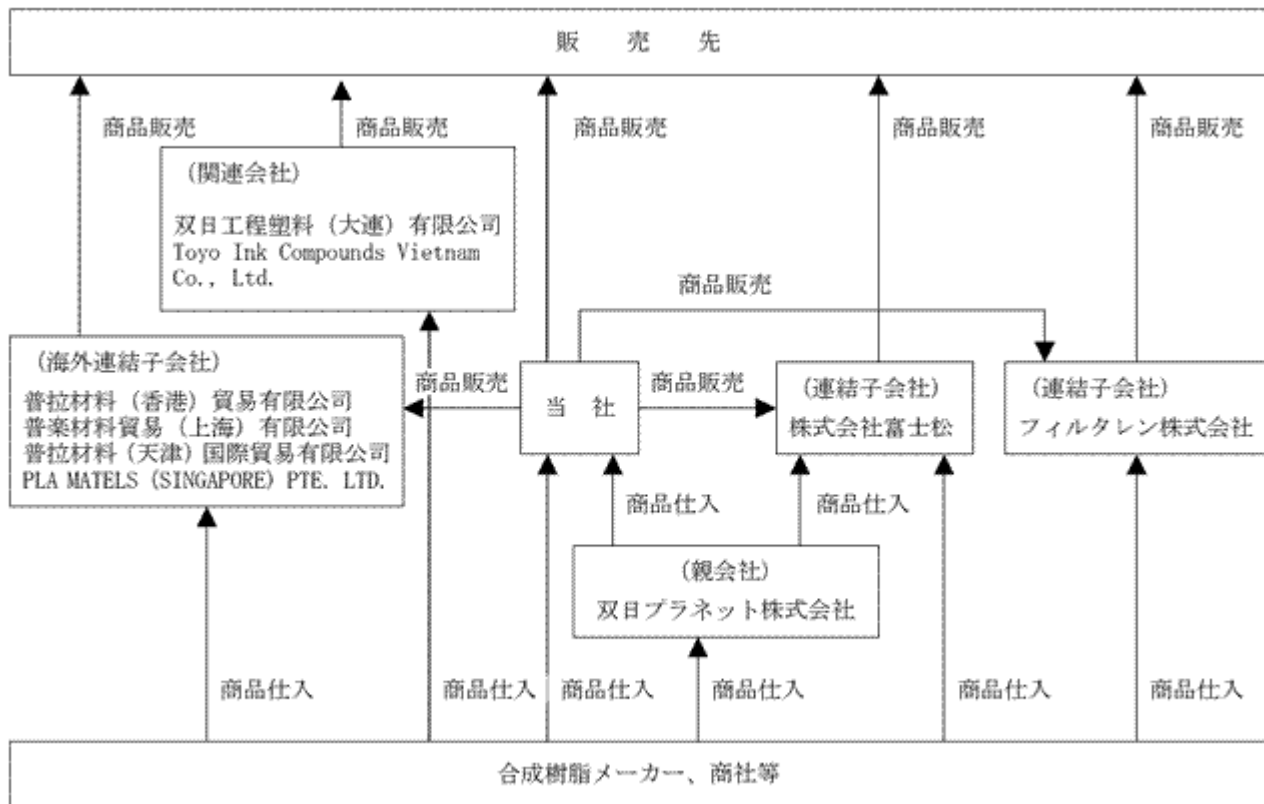 販 売 先
商品販売
商品販売
商品販売
商品販売
商品販売
(関連会社)
双日工程塑料(大連)有限公司
Toyo Ink Compounds Vietnam
Co., Ltd.
商品販売
(海外連結子会社)
普拉材料(香港)貿易有限公司
普楽材料貿易(上海)有限公司
普拉材料(天津)国際貿易有限公司
PLA MATELS (SINGAPORE) PTE. LTD.
商品販売
当 社
商品販売
(連結子会社)
株式会社富士松
(連結子会社)
フィルタレン株式会社
商品仕入
商品仕入
(親会社)
双日プラネット株式会社
商品仕入
商品仕入
商品仕入
商品仕入
商品仕入
商品仕入
合成樹脂メーカー、商社等